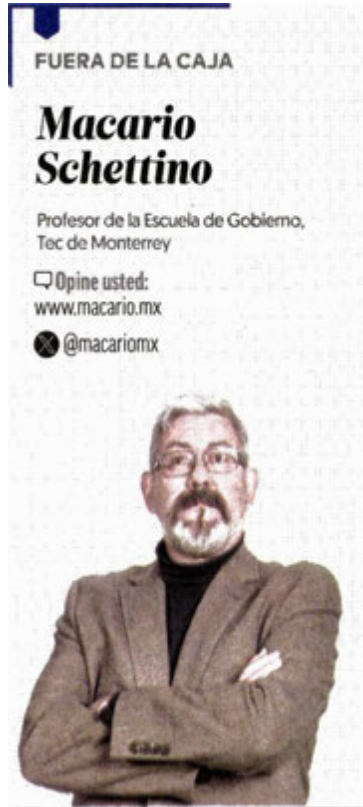 FUERA DE LA CAJA
Macario
Schettino
Profesor de la Escuela de Gobierno,
Tec de Monterrey
Opine usted:
www.macario.mx
@macariomx